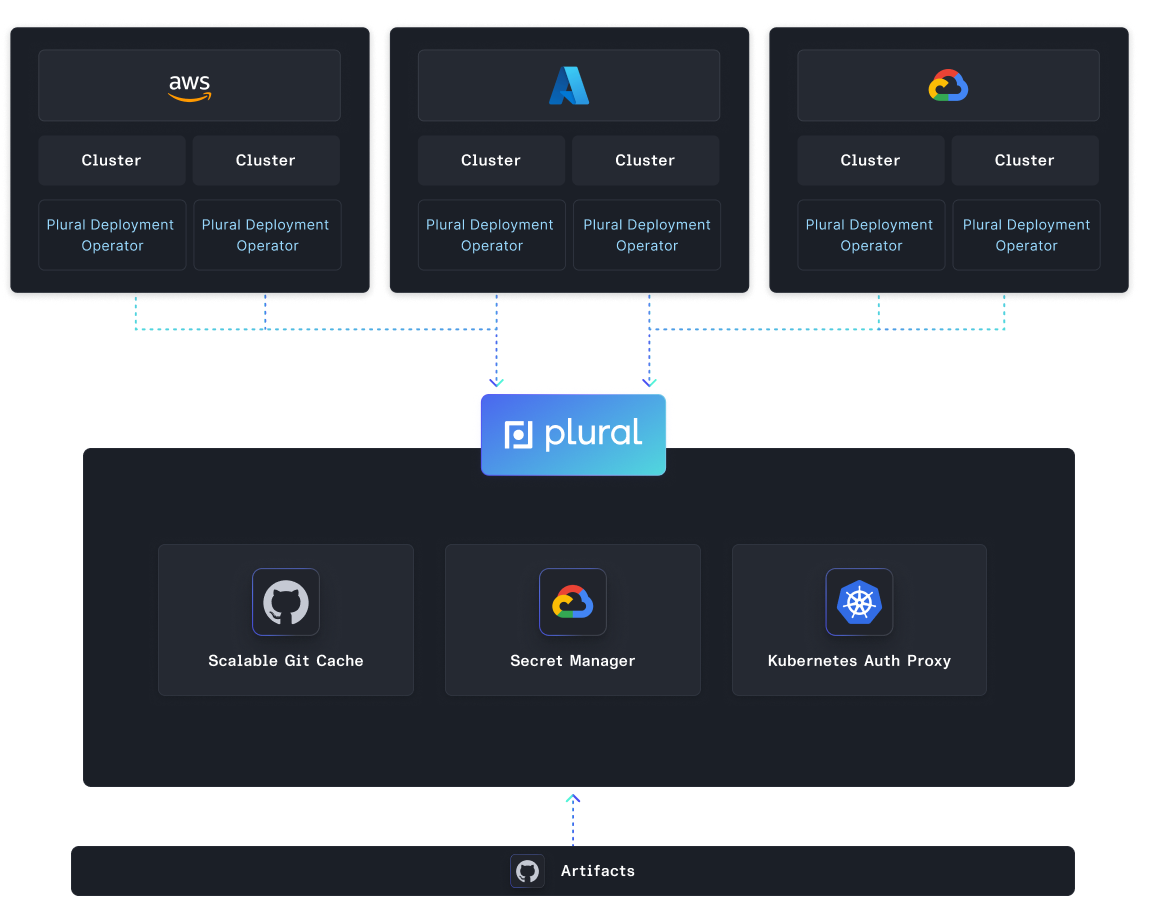 aws
Cluster
Cluster
Plural Deployment
Operator
Plural Deployment
Operator
Cluster
Cluster
Plural Deployment
Operator
Plural Deployment
Operator
Cluster
Cluster
Plural Deployment
Operator
Plural Deployment
Operator
plural
Scalable Git Cache
Secret Manager
Kubernetes Auth Proxy
Artifacts